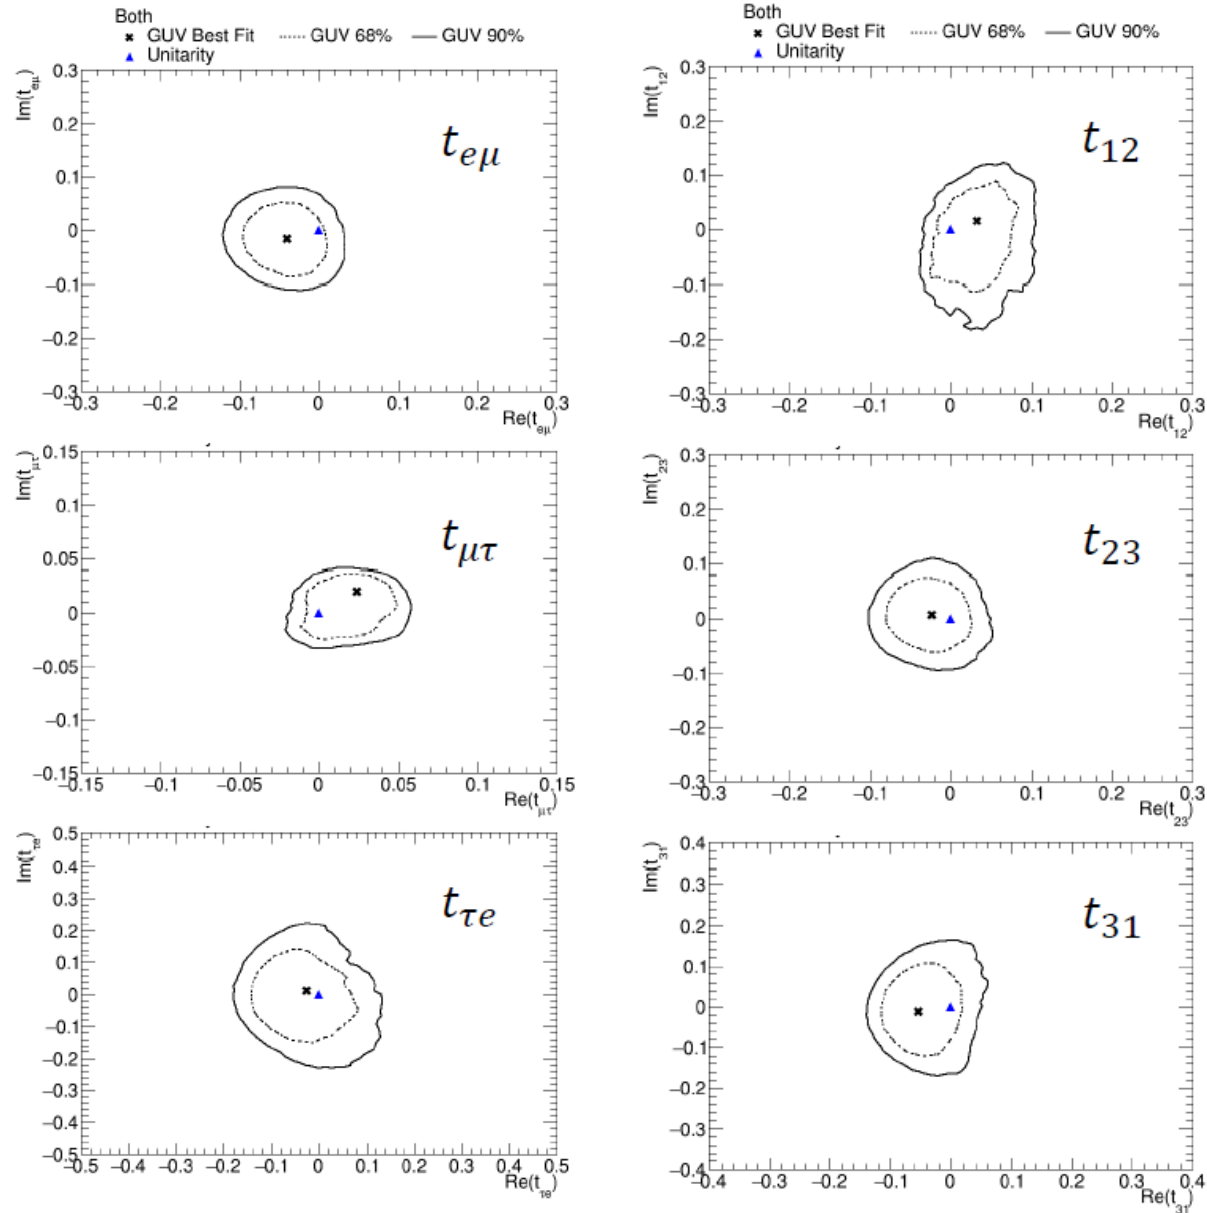 Both
GUV Best Fit GUV 68% GUV 90%
Unitarity
Im(t_eμ)
0.3
0.2
0.1
0
−0.1
−0.2
−0.3
t_eμ
−0.3 −0.2 −0.1 0 0.1 0.2 0.3
Re(t_eμ)
Both
GUV Best Fit GUV 68% GUV 90%
Unitarity
Im(t_12)
0.3
0.2
0.1
0
−0.1
−0.2
−0.3
t_12
−0.3 −0.2 −0.1 0 0.1 0.2 0.3
Re(t_12)
Im(t_μτ)
0.15
0.1
0.05
0
−0.05
−0.1
−0.15
t_μτ
−0.15 −0.1 −0.05 0 0.05 0.1 0.15
Re(t_μτ)
Im(t_23)
0.3
0.2
0.1
0
−0.1
−0.2
−0.3
t_23
−0.3 −0.2 −0.1 0 0.1 0.2 0.3
Re(t_23)
Im(t_τe)
0.5
0.4
0.3
0.2
0.1
0
−0.1
−0.2
−0.3
−0.4
−0.5
t_τe
−0.5 −0.4 −0.3 −0.2 −0.1 0 0.1 0.2 0.3 0.4 0.5
Re(t_τe)
Im(t_31)
0.4
0.3
0.2
0.1
0
−0.1
−0.2
−0.3
−0.4
t_31
−0.4 −0.3 −0.2 −0.1 0 0.1 0.2 0.3 0.4
Re(t_31)